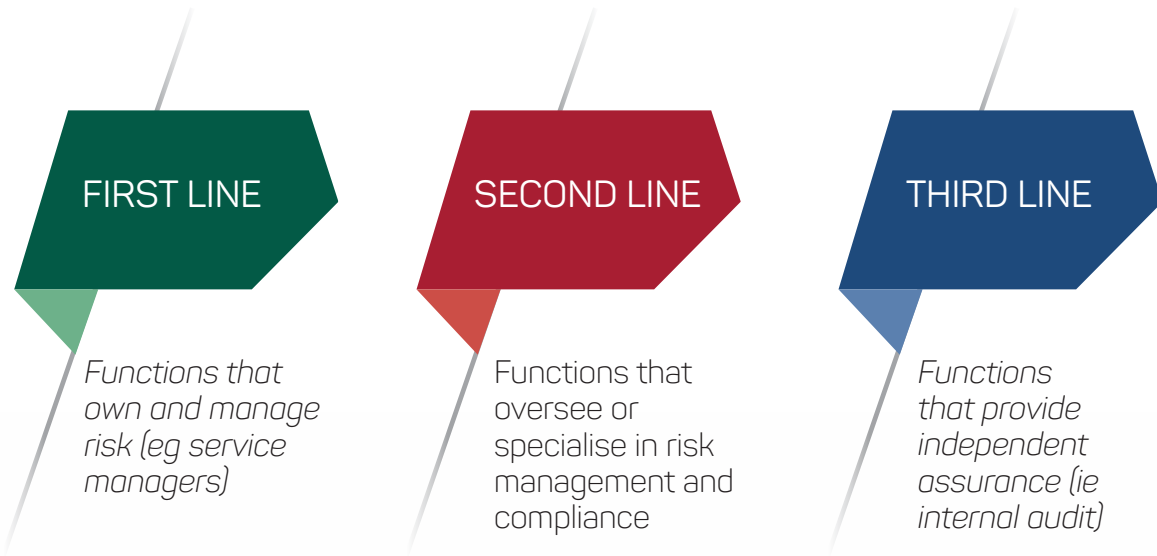 FIRST LINE
Functions that
own and manage
risk (eg service
managers)
SECOND LINE
Functions that
oversee or
specialise in risk
management and
compliance
THIRD LINE
Functions
that provide
independent
assurance (ie
internal audit)